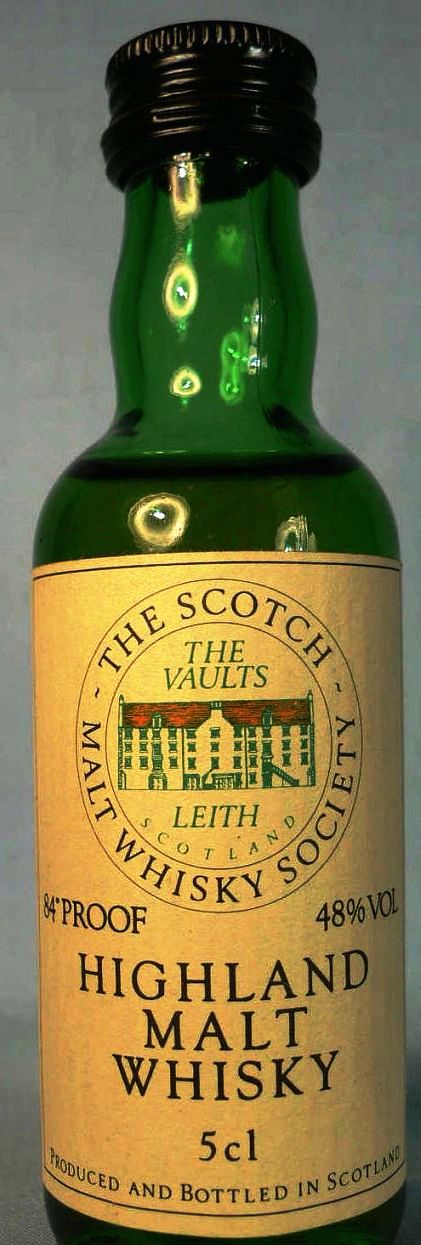 ~ THE SCOTCH ~
MALT WHISKY SOCIETY
THE
VAULTS
LEITH
SCOTLAND
84° PROOF
48% VOL
HIGHLAND
MALT
WHISKY
5cl
PRODUCED AND BOTTLED IN SCOTLAND